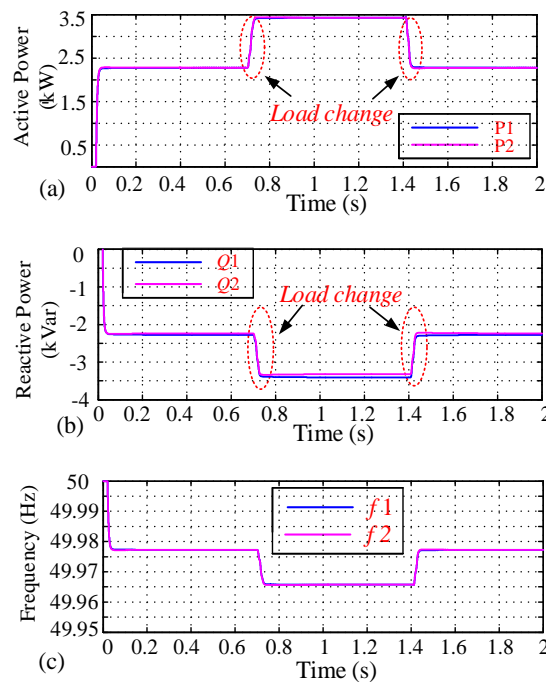 3.5
2.5
1.5
0.5
Active Power
(kW)
Load change
P1
P2
0 0.2 0.4 0.6 0.8 1 1.2 1.4 1.6 1.8 2
(a)
Time (s)
0
-1
-2
-3
-4
Reactive Power
(kVar)
Q1
Q2
Load change
0 0.2 0.4 0.6 0.8 1 1.2 1.4 1.6 1.8 2
(b)
Time (s)
50
49.99
49.98
49.97
49.96
49.95
Frequency (Hz)
f1
f2
0 0.2 0.4 0.6 0.8 1 1.2 1.4 1.6 1.8 2
(c)
Time (s)